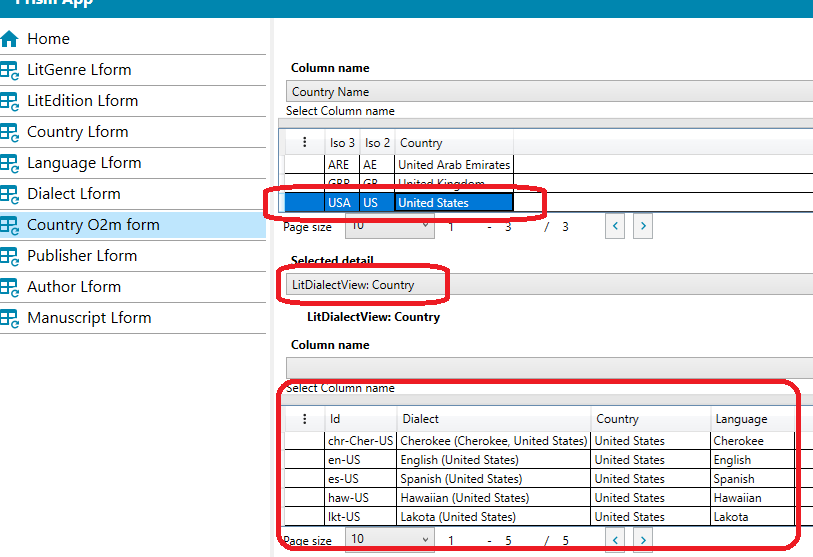 Prism App
Home
LitGenre Lform
LitEdition Lform
Country Lform
Language Lform
Dialect Lform
Country O2m form
Publisher Lform
Author Lform
Manuscript Lform
Column name
Country Name
Select Column name
⋮ Iso 3 Iso 2 Country
ARE AE United Arab Emirates
GBR GB United Kingdom
USA US United States
Page size 10 1 - 3 / 3 < >
Selected detail
LitDialectView: Country
LitDialectView: Country
Column name
Select Column name
⋮ Id Dialect Country Language
chr-Cher-US Cherokee (Cherokee, United States) United States Cherokee
en-US English (United States) United States English
es-US Spanish (United States) United States Spanish
haw-US Hawaiian (United States) United States Hawaiian
lkt-US Lakota (United States) United States Lakota
Page size 10 1 - 5 / 5 < >